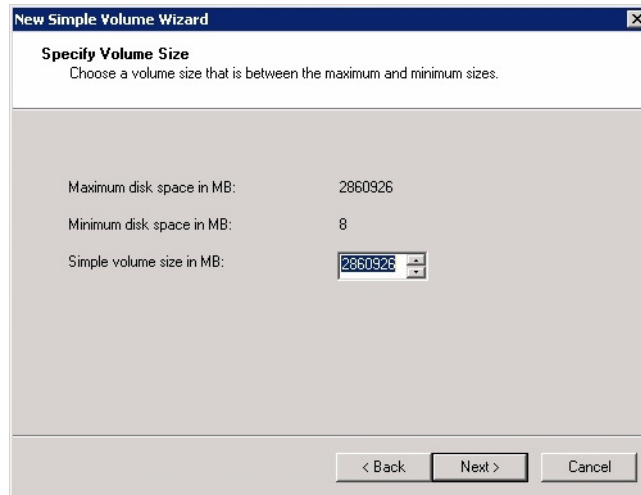 New Simple Volume Wizard
Specify Volume Size
Choose a volume size that is between the maximum and minimum sizes.
Maximum disk space in MB: 2860926
Minimum disk space in MB: 8
Simple volume size in MB: 2860926
< Back Next > Cancel